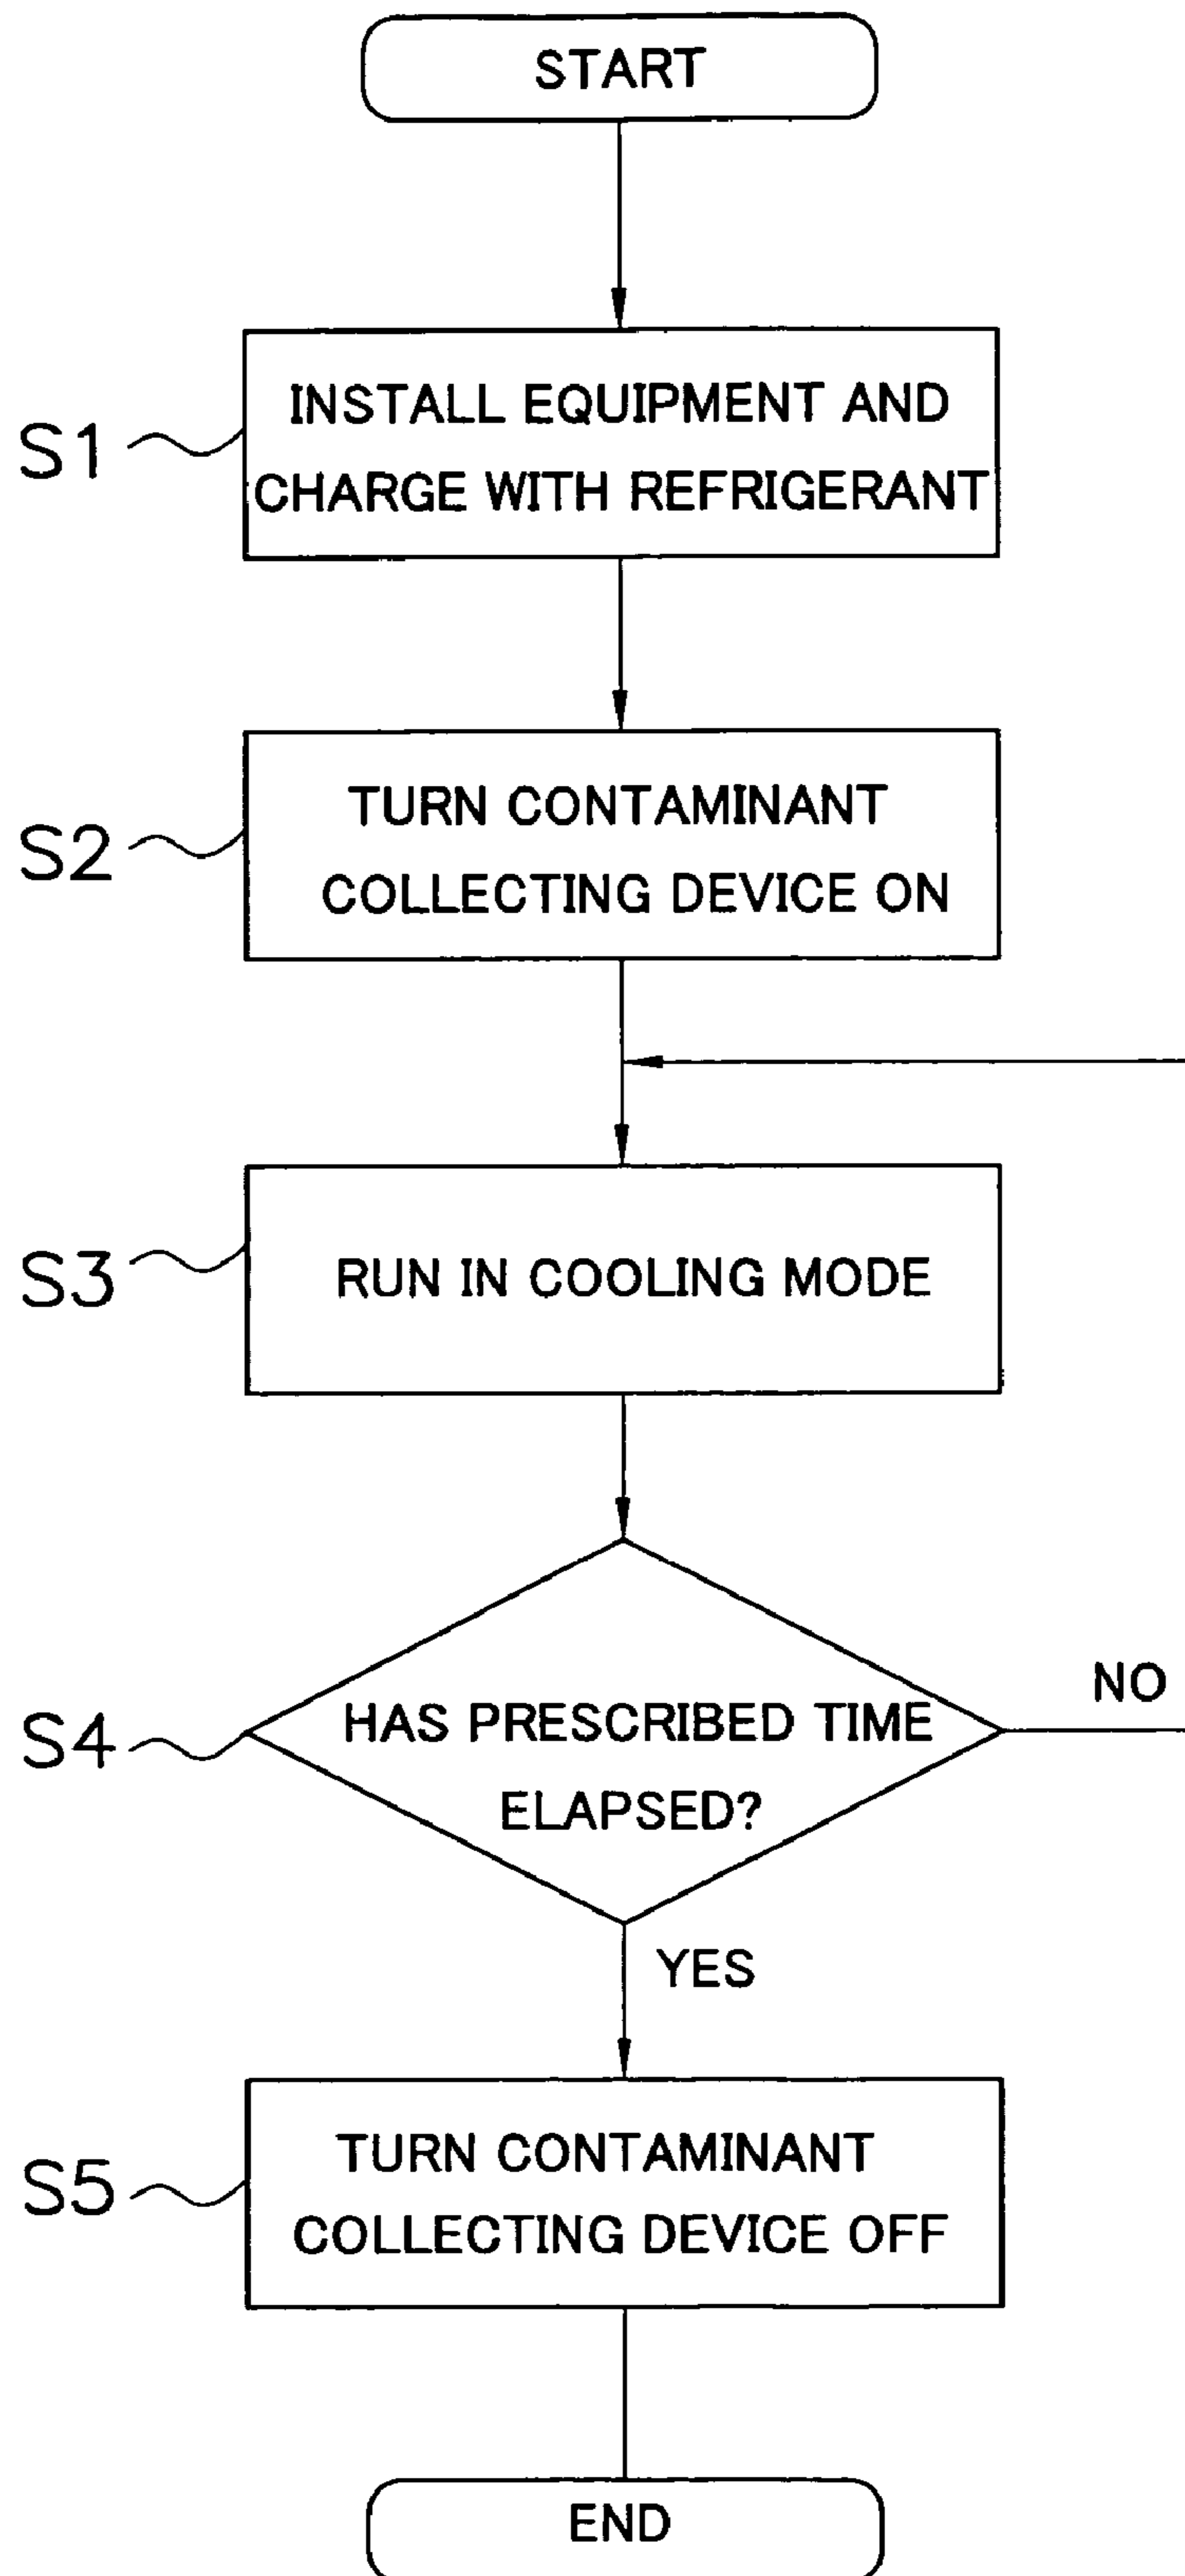 START
S1
INSTALL EQUIPMENT AND
CHARGE WITH REFRIGERANT
S2
TURN CONTAMINANT
COLLECTING DEVICE ON
S3
RUN IN COOLING MODE
S4
HAS PRESCRIBED TIME
ELAPSED?
NO
YES
S5
TURN CONTAMINANT
COLLECTING DEVICE OFF
END